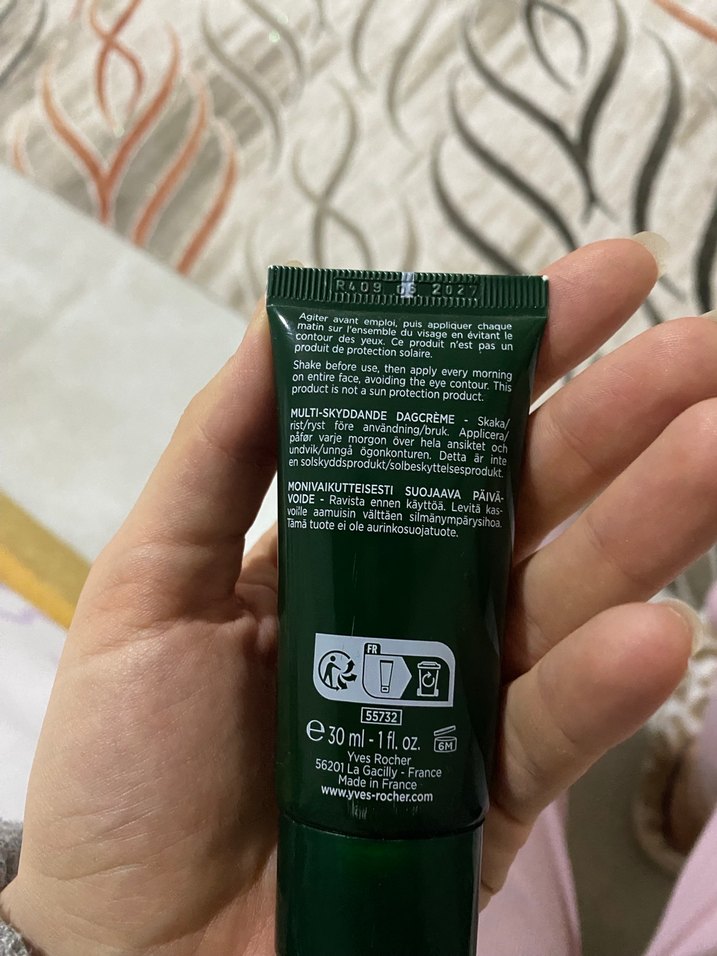 R409 06 2027
Agiter avant emploi, puis appliquer chaque
matin sur l'ensemble du visage en évitant le
contour des yeux. Ce produit n'est pas un
produit de protection solaire.
Shake before use, then apply every morning
on entire face, avoiding the eye contour. This
product is not a sun protection product.
MULTI-SKYDDANDE DAGCRÈME - Skaka/
rist/ryst före användning/bruk. Applicera/
påfør varje morgon över hela ansiktet och
undvik/unngå ögonkonturen. Detta är inte
en solskyddsprodukt/solbeskyttelsesprodukt.
MONIVAIKUTTEISESTI SUOJAAVA PÄIVÄ-
VOIDE - Ravista ennen käyttöä. Levitä kas-
voille aamuisin välttäen silmänympärysihoa.
Tämä tuote ei ole aurinkosuojatuote.
FR
55732
e 30 ml - 1 fl. oz.
6M
Yves Rocher
56201 La Gacilly - France
Made in France
www.yves-rocher.com